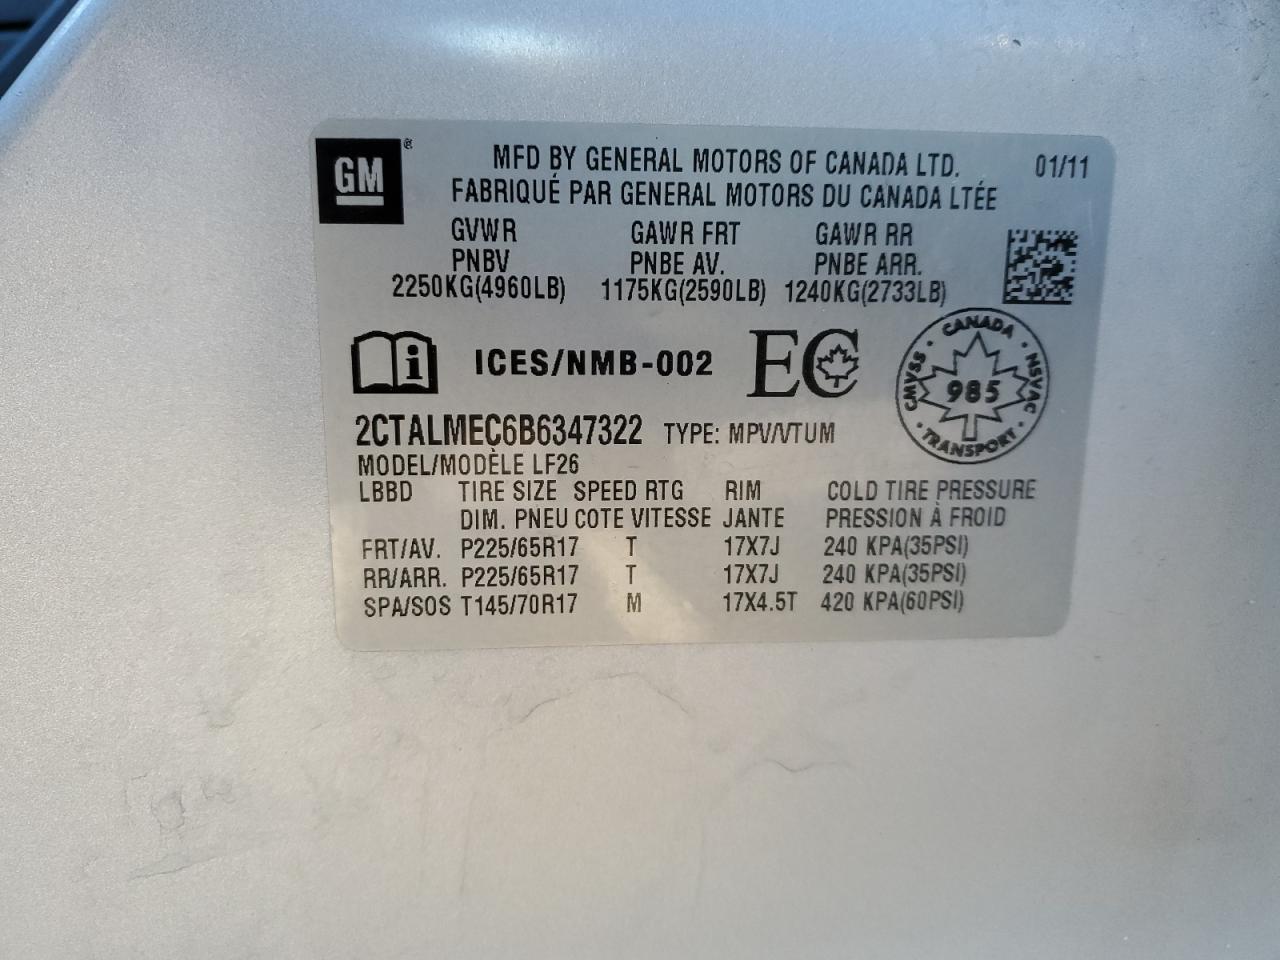 GM®
MFD BY GENERAL MOTORS OF CANADA LTD. 01/11
FABRIQUÉ PAR GENERAL MOTORS DU CANADA LTÉE
GVWR GAWR FRT GAWR RR
PNBV PNBE AV. PNBE ARR.
2250KG(4960LB) 1175KG(2590LB) 1240KG(2733LB)
i ICES/NMB-002 EC
CANADA
CMVSS 985 NSVAC
TRANSPORT
2CTALMEC6B6347322 TYPE: MPV/VTUM
MODEL/MODÈLE LF26
LBBD TIRE SIZE SPEED RTG RIM COLD TIRE PRESSURE
DIM. PNEU COTE VITESSE JANTE PRESSION À FROID
FRT/AV. P225/65R17 T 17X7J 240 KPA(35PSI)
RR/ARR. P225/65R17 T 17X7J 240 KPA(35PSI)
SPA/SOS T145/70R17 M 17X4.5T 420 KPA(60PSI)